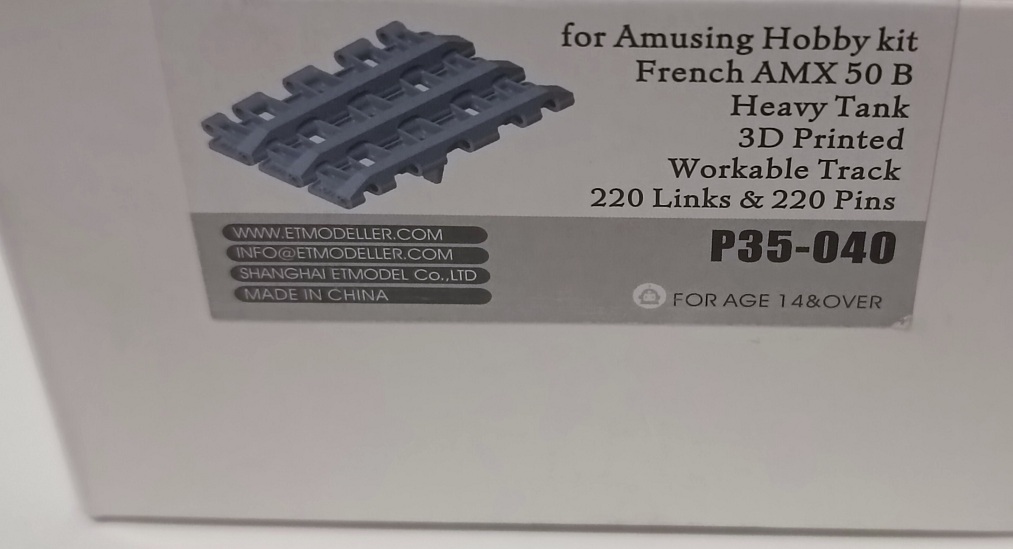 for Amusing Hobby kit
French AMX 50 B
Heavy Tank
3D Printed
Workable Track
220 Links & 220 Pins
WWW.ETMODELLER.COM
INFO@ETMODELLER.COM
SHANGHAI ETMODEL Co.,LTD
MADE IN CHINA
P35-040
FOR AGE 14&OVER